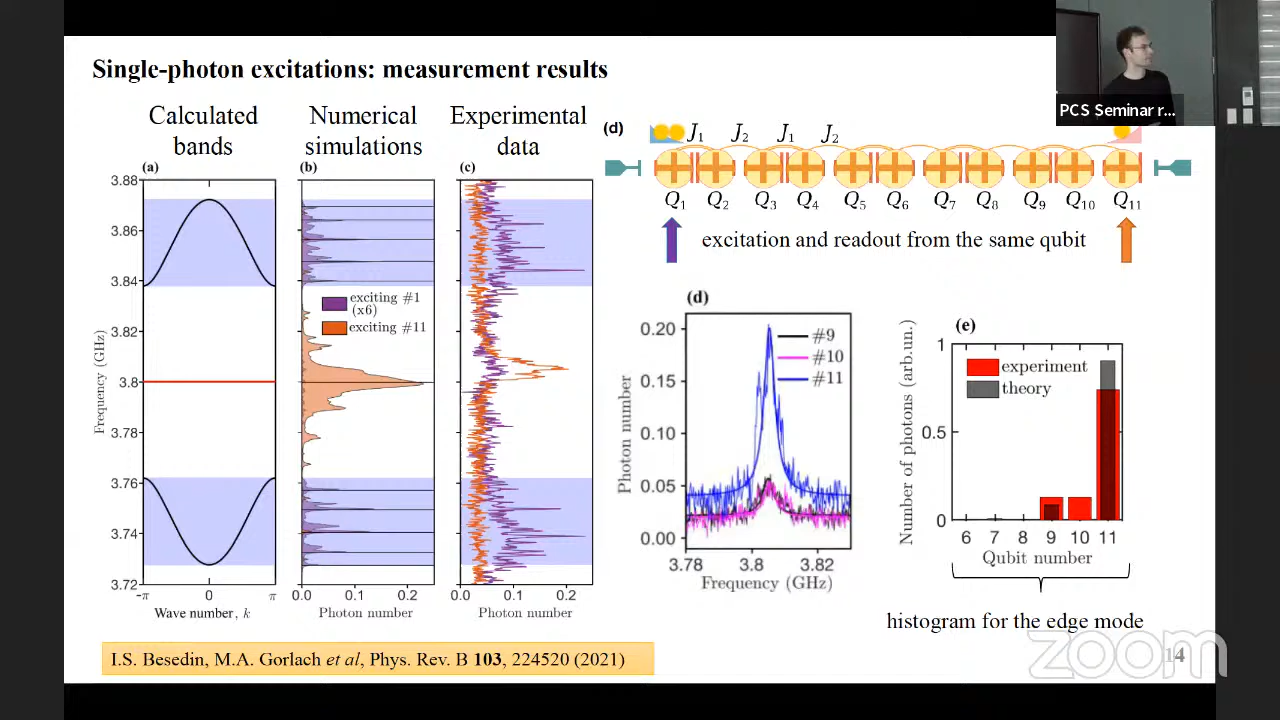 Single-photon excitations: measurement results
PCS Seminar r...
Calculated
bands
Numerical
simulations
Experimental
data
(a)
(b)
(c)
3.88
3.86
3.84
3.82
3.8
3.78
3.76
3.74
3.72
Frequency (GHz)
-π 0 π
Wave number, k
exciting #1
(x6)
exciting #11
0.0 0.1 0.2
Photon number
0.0 0.1 0.2
Photon number
(d)
J1 J2 J1 J2
Q1 Q2 Q3 Q4 Q5 Q6 Q7 Q8 Q9 Q10 Q11
excitation and readout from the same qubit
(d)
0.20
0.15
0.10
0.05
0.00
Photon number
#9
#10
#11
3.78 3.8 3.82
Frequency (GHz)
(e)
1
0.5
0
Number of photons (arb.un.)
experiment
theory
6 7 8 9 10 11
Qubit number
histogram for the edge mode
I.S. Besedin, M.A. Gorlach et al, Phys. Rev. B 103, 224520 (2021)
zoom
14